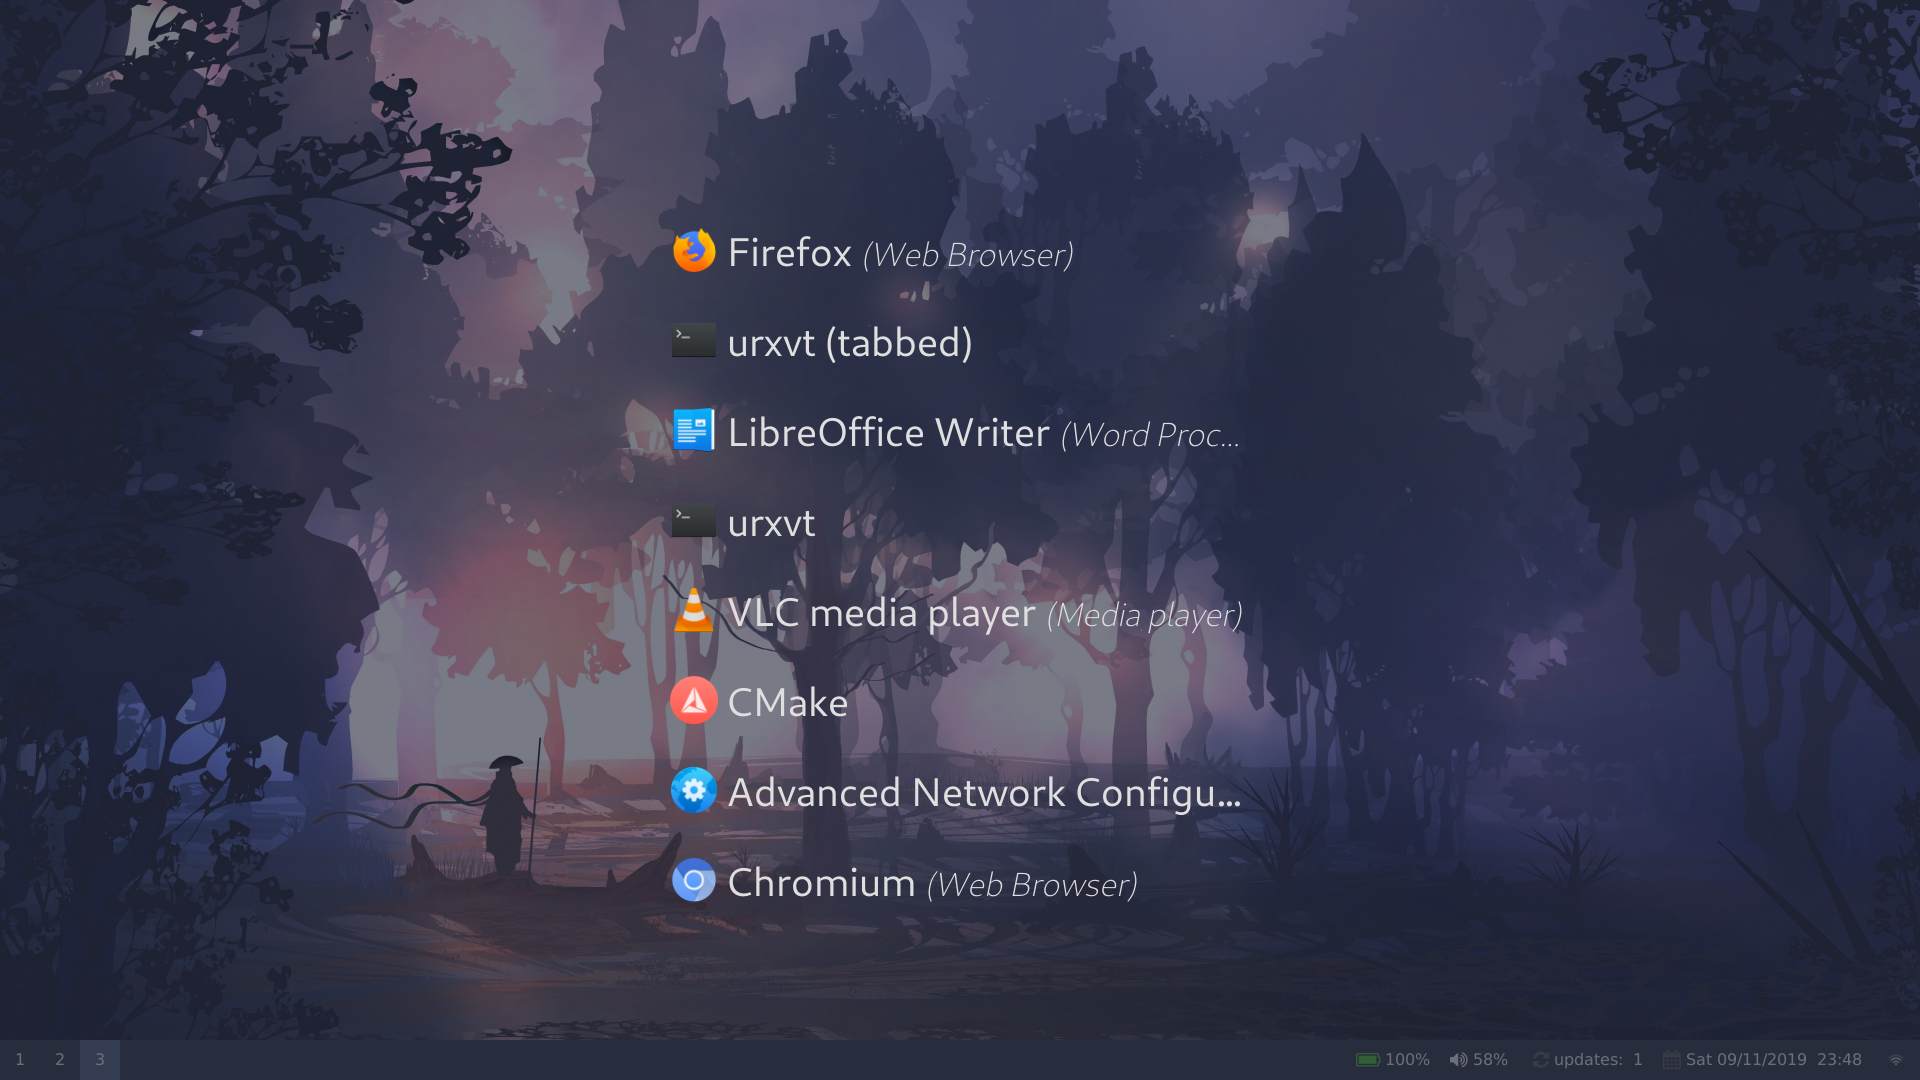 Firefox (Web Browser)
urxvt (tabbed)
LibreOffice Writer (Word Proc...
urxvt
VLC media player (Media player)
CMake
Advanced Network Configu...
Chromium (Web Browser)
1 2 3 100% 58% updates: 1 Sat 09/11/2019 23:48